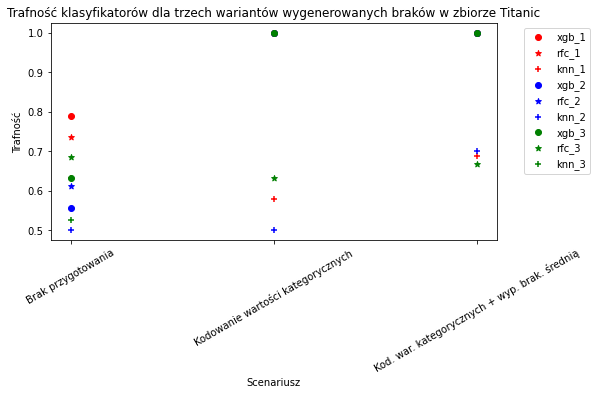 Trafność klasyfikatorów dla trzech wariantów wygenerowanych braków w zbiorze Titanic
1.0
0.9
0.8
0.7
0.6
0.5
Trafność
Brak przygotowania
Kodowanie wartości kategorycznych
Kod. war. kategorycznych + wyp. brak. średnią
Scenariusz
xgb_1
rfc_1
knn_1
xgb_2
rfc_2
knn_2
xgb_3
rfc_3
knn_3